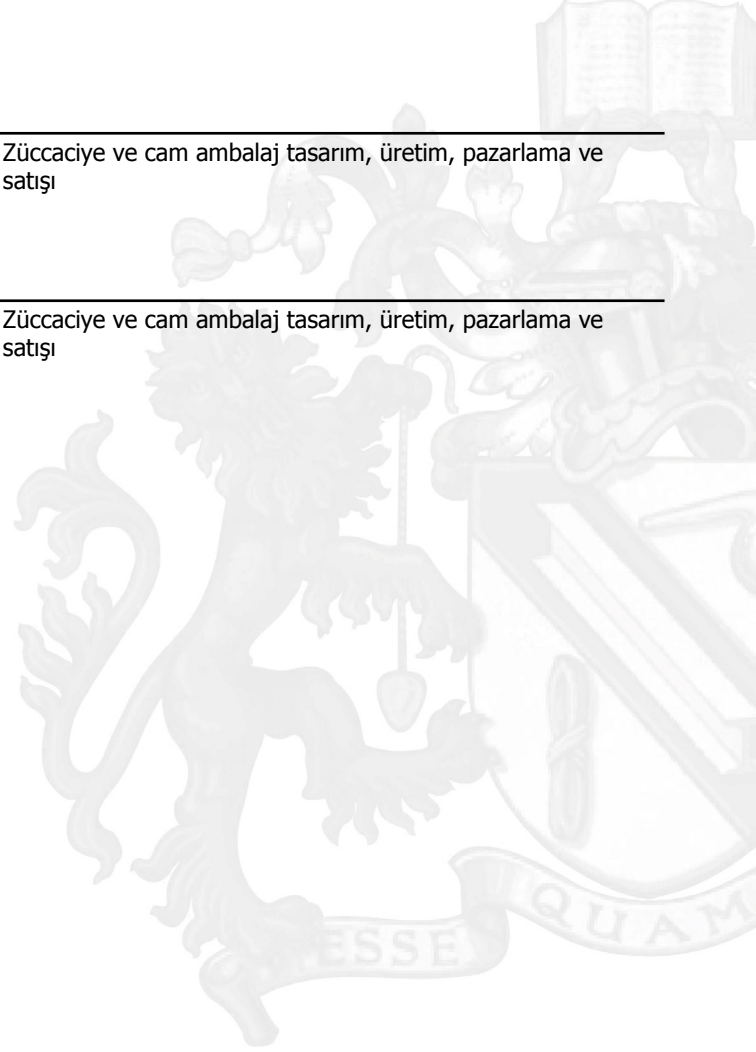 Züccaciye ve cam ambalaj tasarım, üretim, pazarlama ve
satışı
Züccaciye ve cam ambalaj tasarım, üretim, pazarlama ve
satışı
ESSE QUAM